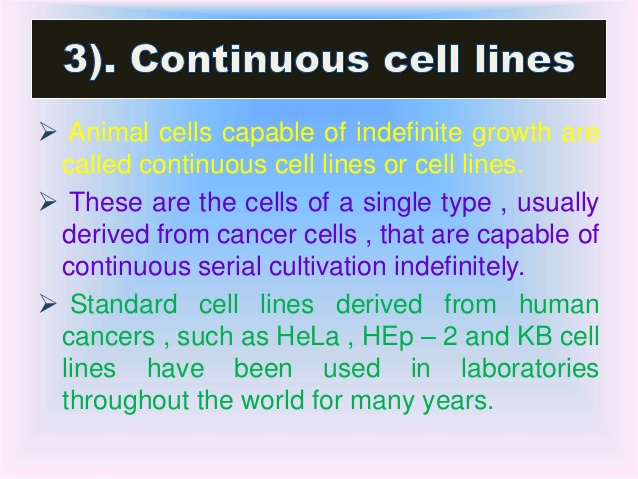 3). Continuous cell lines
➢ Animal cells capable of indefinite growth are
called continuous cell lines or cell lines.
➢ These are the cells of a single type , usually
derived from cancer cells , that are capable of
continuous serial cultivation indefinitely.
➢ Standard cell lines derived from human
cancers , such as HeLa , HEp – 2 and KB cell
lines have been used in laboratories
throughout the world for many years.